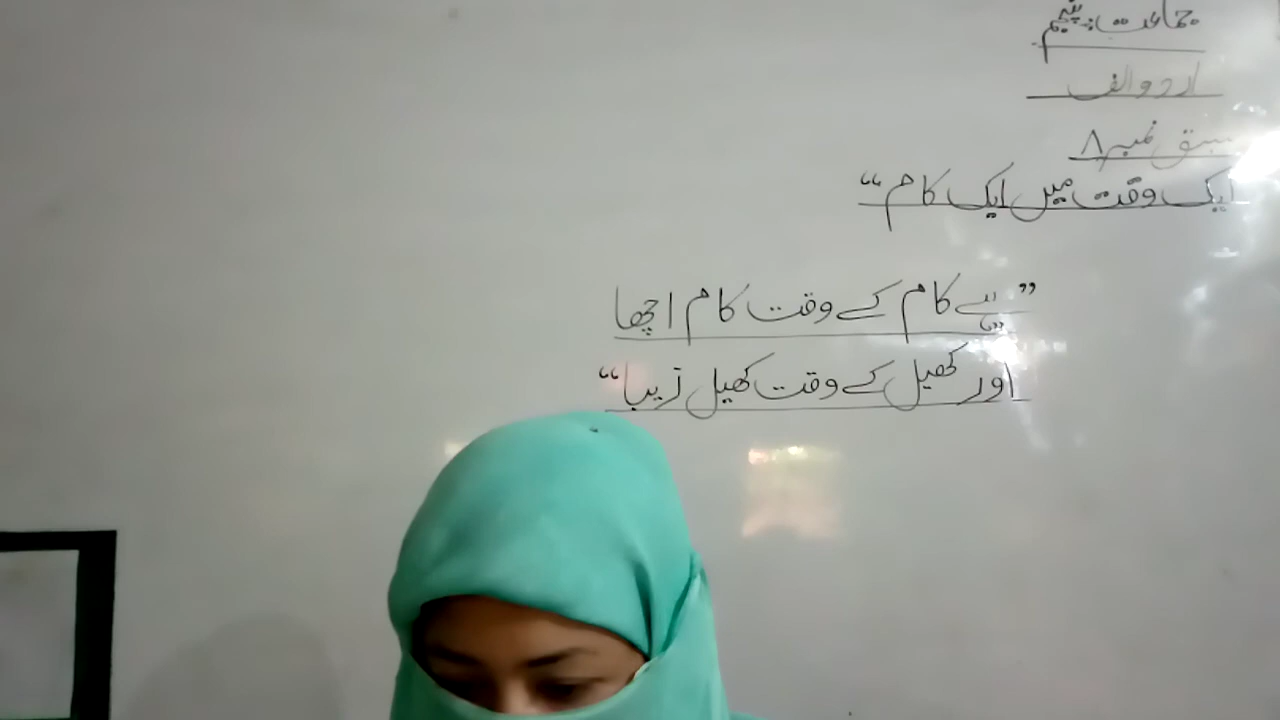 جماعت: پنجم
اردو الف
سبق نمبر ۸
ایک وقت میں ایک کام“
”ہے کام کے وقت کام اچھا
اور کھیل کے وقت کھیل زیبا“